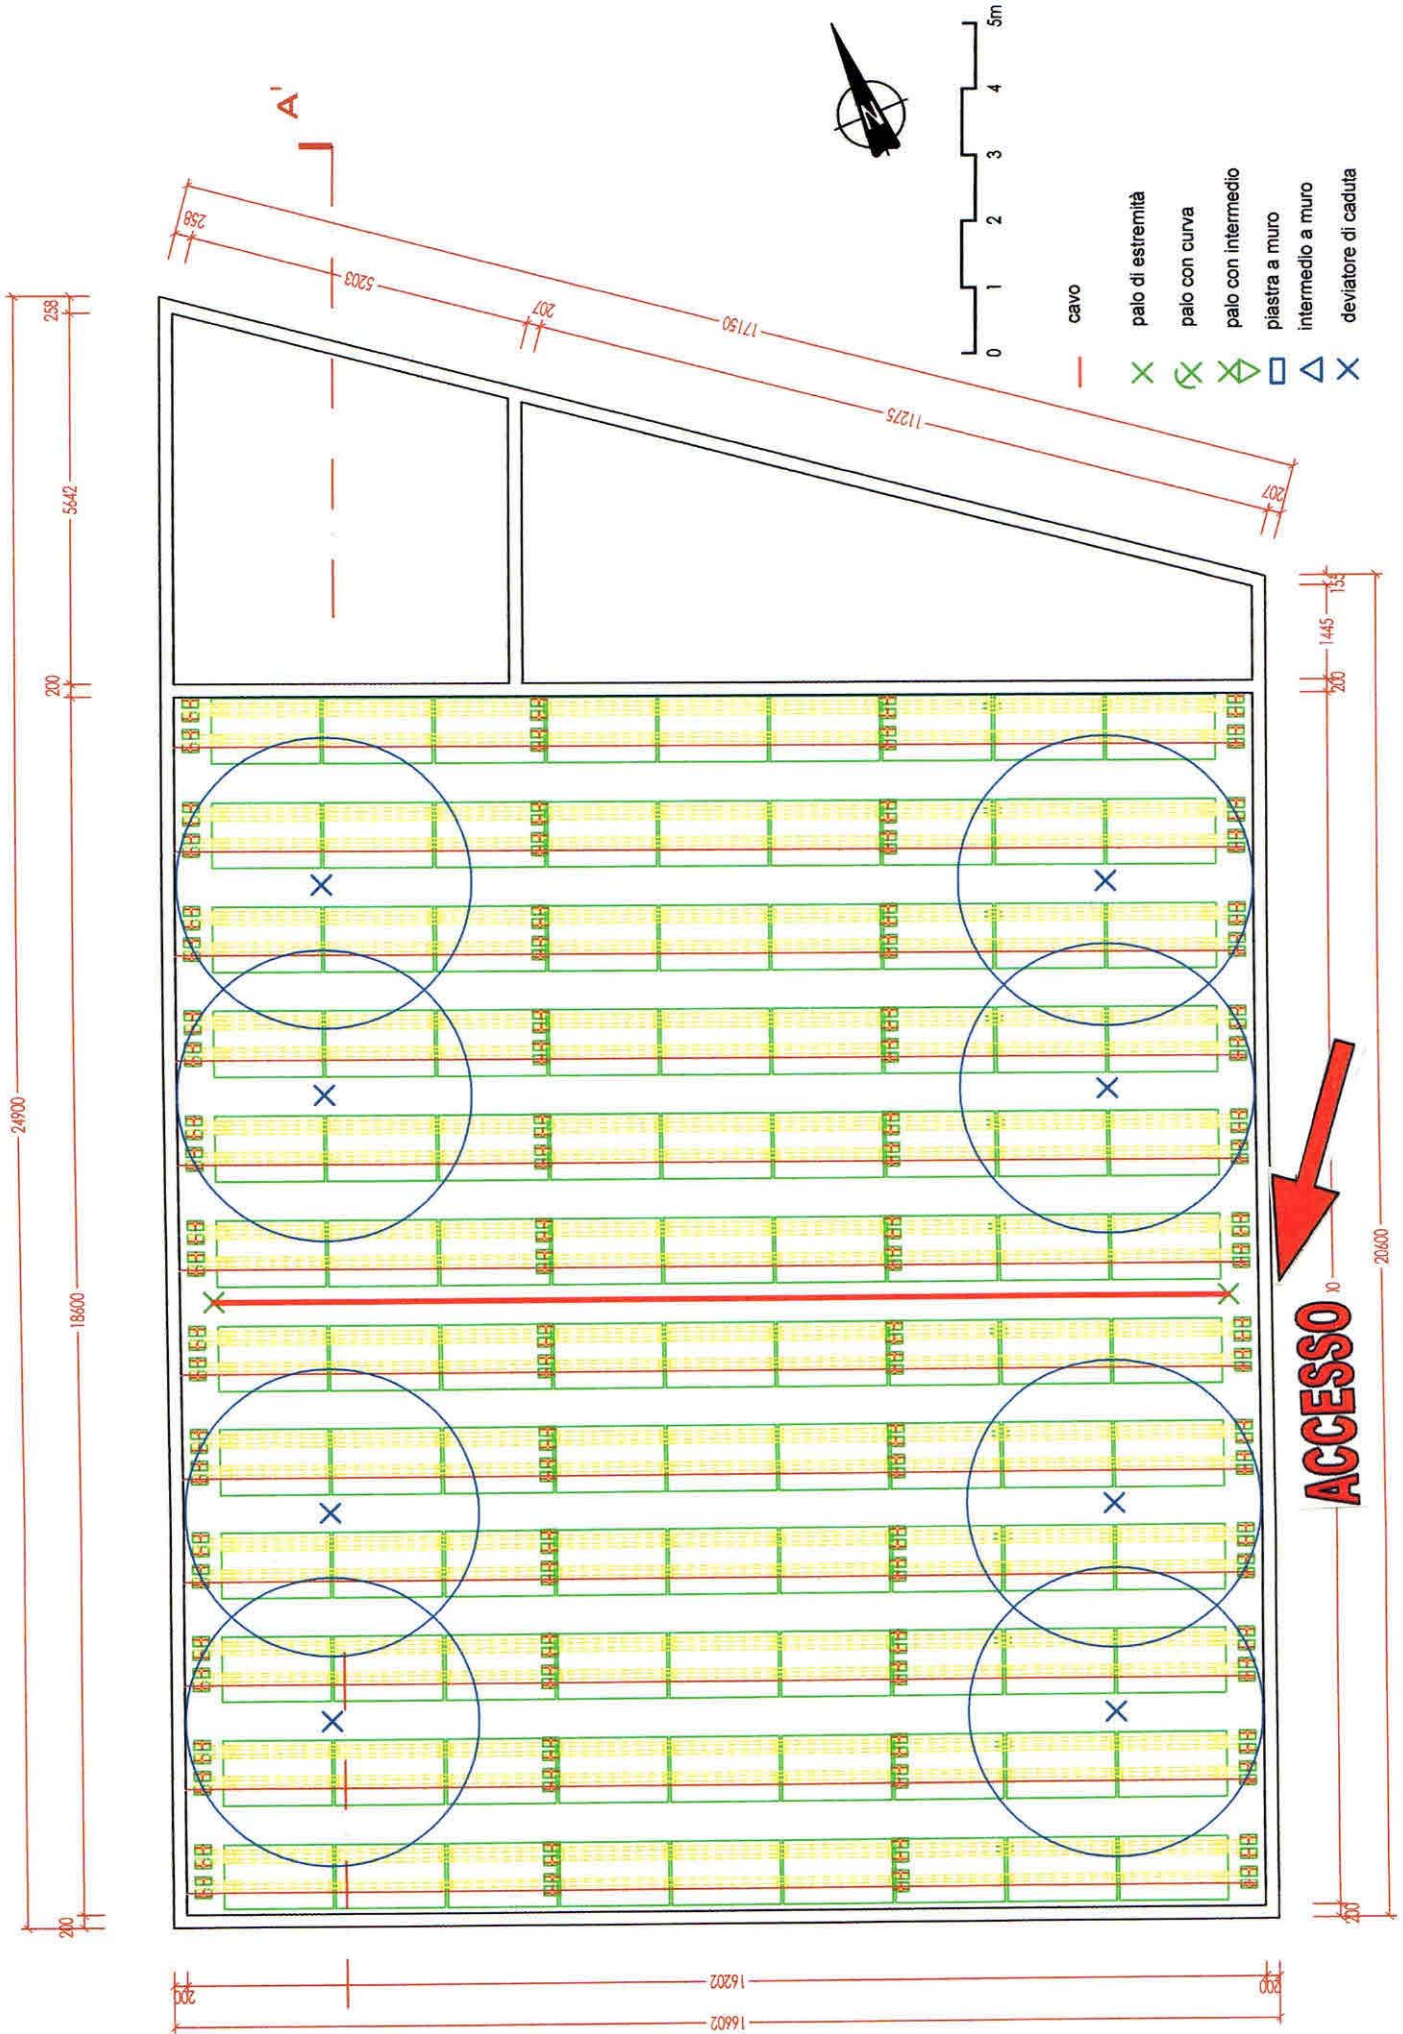 A'
N
0 1 2 3 4 5m
cavo
palo di estremità
palo con curva
palo con intermedio
piastra a muro
intermedio a muro
deviatore di caduta
24900
200
18600
200
5642
258
258
5203
207
11275
207
17150
200
16202
200
16602
200
1445
155
20600
200
ACCESSO